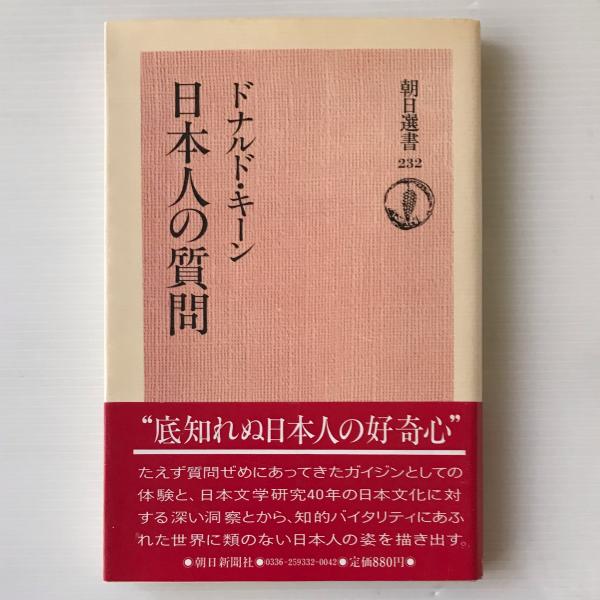 朝日選書
232
ドナルド・キーン
日本人の質問
“底知れぬ日本人の好奇心”
たえず質問ぜめにあってきたガイジンとしての
体験と、日本文学研究40年の日本文化に対
する深い洞察とから、知的バイタリティにあふ
れた世界に類のない日本人の姿を描き出す。
●朝日新聞社●0336-259332-0042●定価880円●